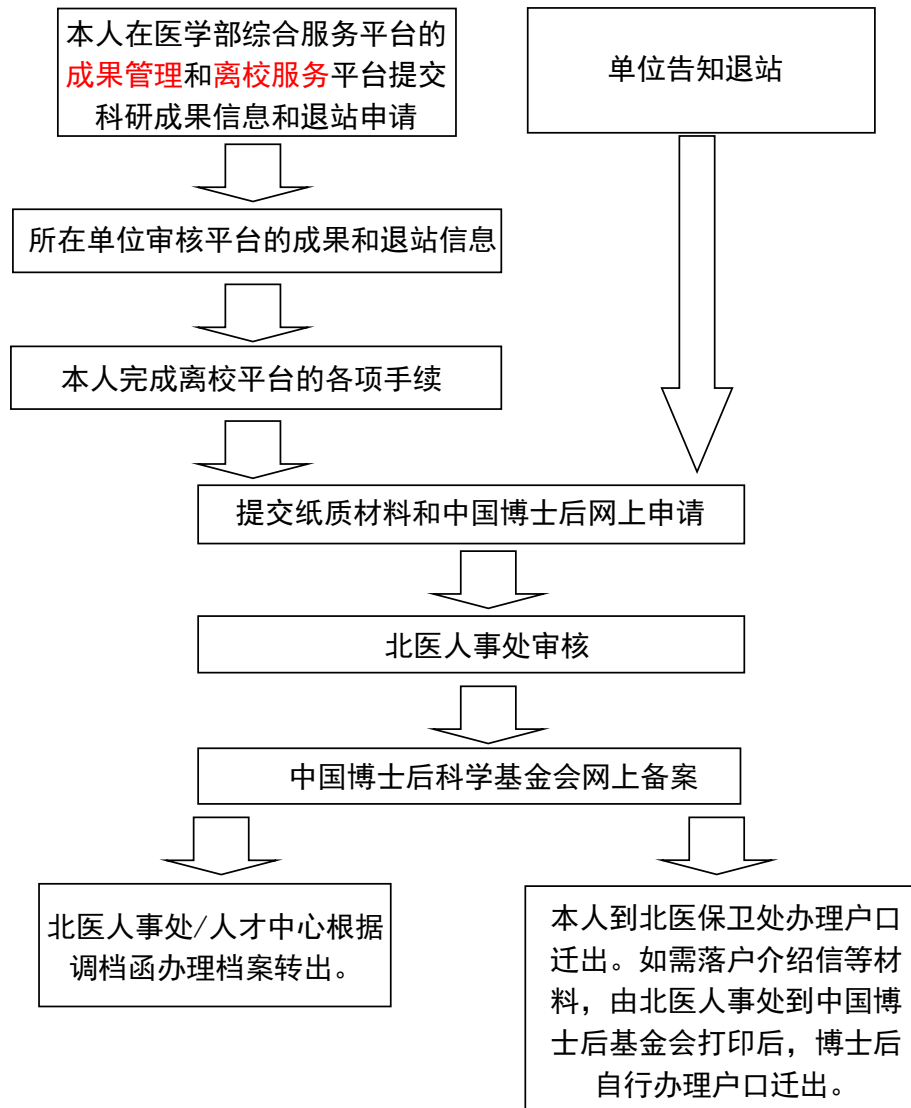 本人在医学部综合服务平台的
成果管理和离校服务平台提交
科研成果信息和退站申请
单位告知退站
所在单位审核平台的成果和退站信息
本人完成离校平台的各项手续
提交纸质材料和中国博士后网上申请
北医人事处审核
中国博士后科学基金会网上备案
北医人事处/人才中心根据
调档函办理档案转出。
本人到北医保卫处办理户口
迁出。如需落户介绍信等材
料，由北医人事处到中国博
士后基金会打印后，博士后
自行办理户口迁出。